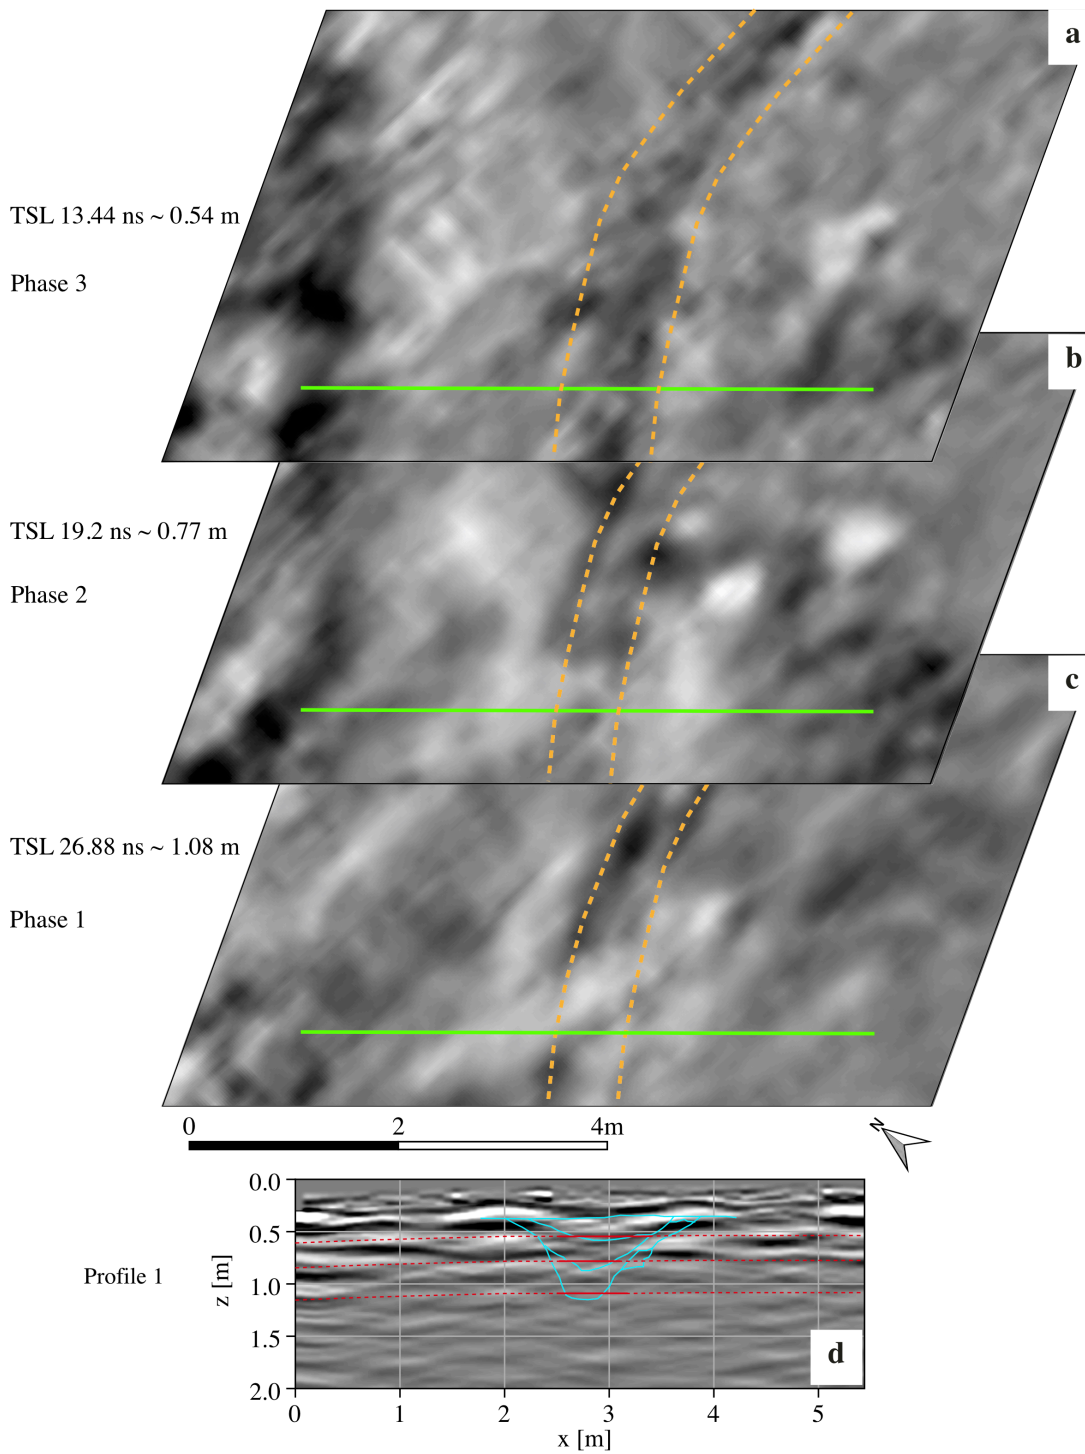 a
TSL 13.44 ns ~ 0.54 m
Phase 3
b
TSL 19.2 ns ~ 0.77 m
Phase 2
c
TSL 26.88 ns ~ 1.08 m
Phase 1
0 2 4m
N
0.0
0.5
1.0
1.5
2.0
Profile 1
z [m]
d
0 1 2 3 4 5
x [m]